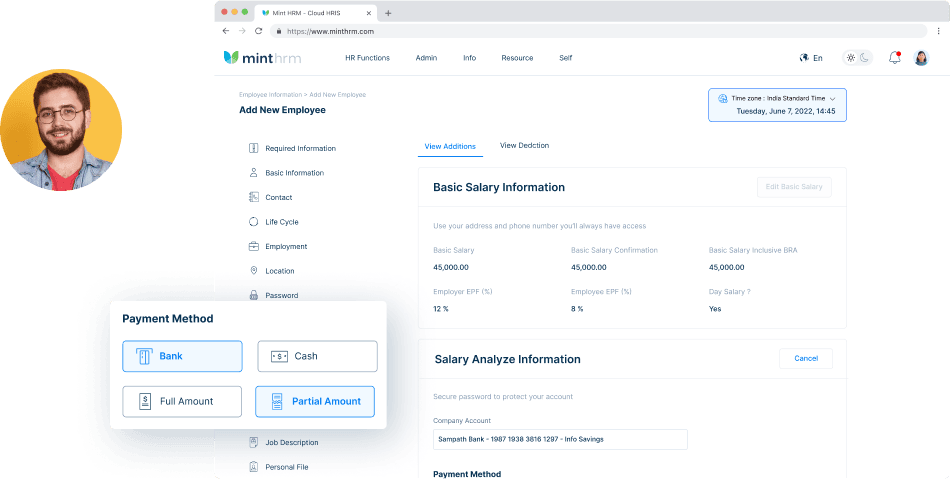 Mint HRM - Cloud HRIS
https://www.minthrm.com
minthrm
HR Functions
Admin
Info
Resource
Self
En
Employee Information > Add New Employee
Add New Employee
Time zone : India Standard Time
Tuesday, June 7, 2022, 14:45
Required Information
Basic Information
Contact
Life Cycle
Employment
Location
Password
Job Description
Personal File
View Additions
View Dedction
Basic Salary Information
Edit Basic Salary
Use your address and phone number you'll always have access
Basic Salary
Basic Salary Confirmation
Basic Salary Inclusive BRA
45,000.00
45,000.00
45,000.00
Employer EPF (%)
Employee EPF (%)
Day Salary ?
12 %
8 %
Yes
Salary Analyze Information
Cancel
Secure password to protect your account
Company Account
Sampath Bank - 1987 1938 3816 1297 - Info Savings
Payment Method
Payment Method
Bank
Cash
Full Amount
Partial Amount